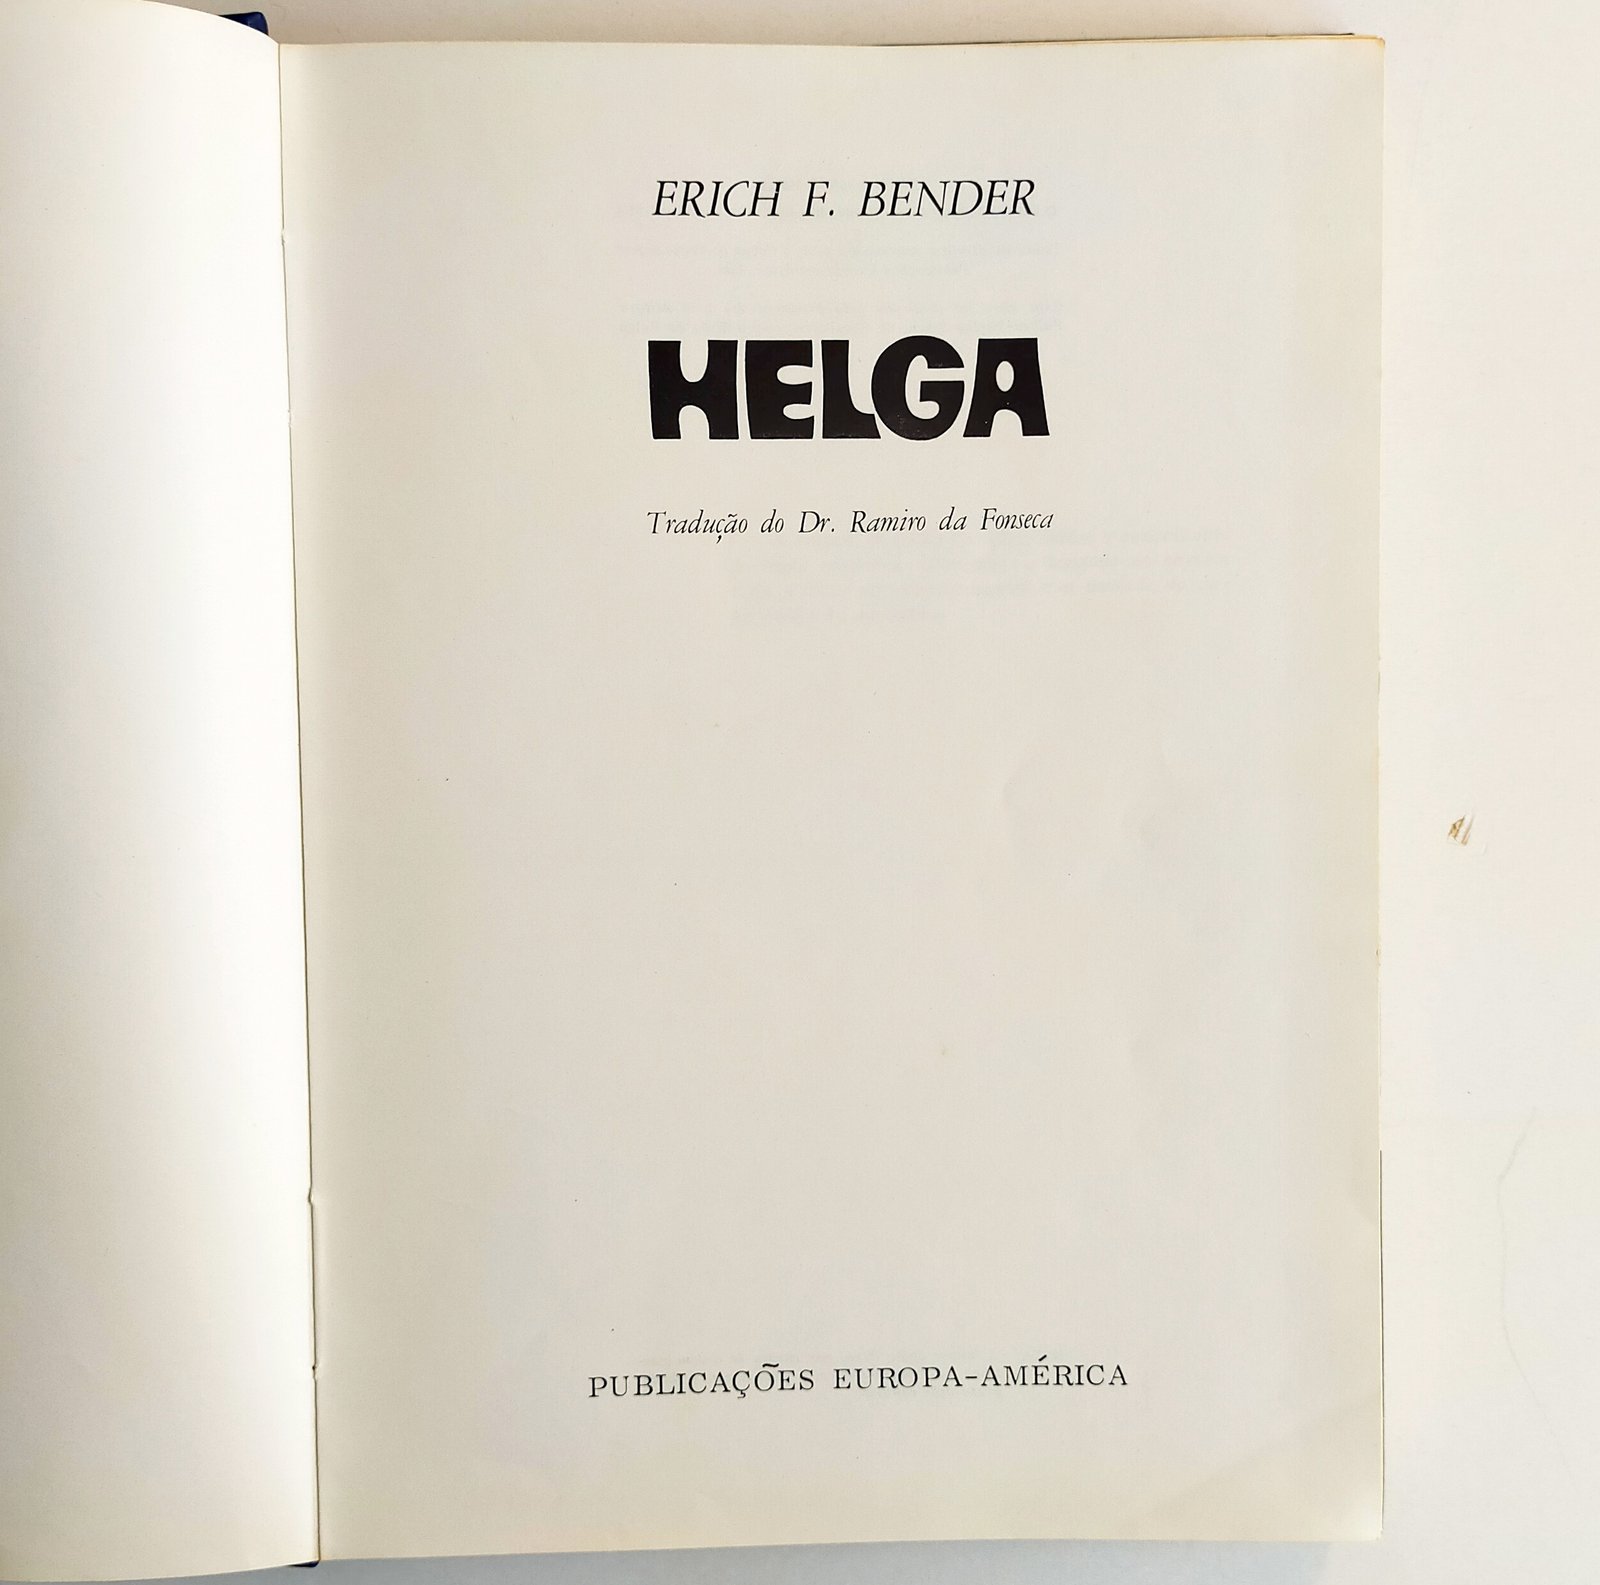 ERICH F. BENDER
HELGA
Tradução do Dr. Ramiro da Fonseca
PUBLICAÇÕES EUROPA-AMÉRICA